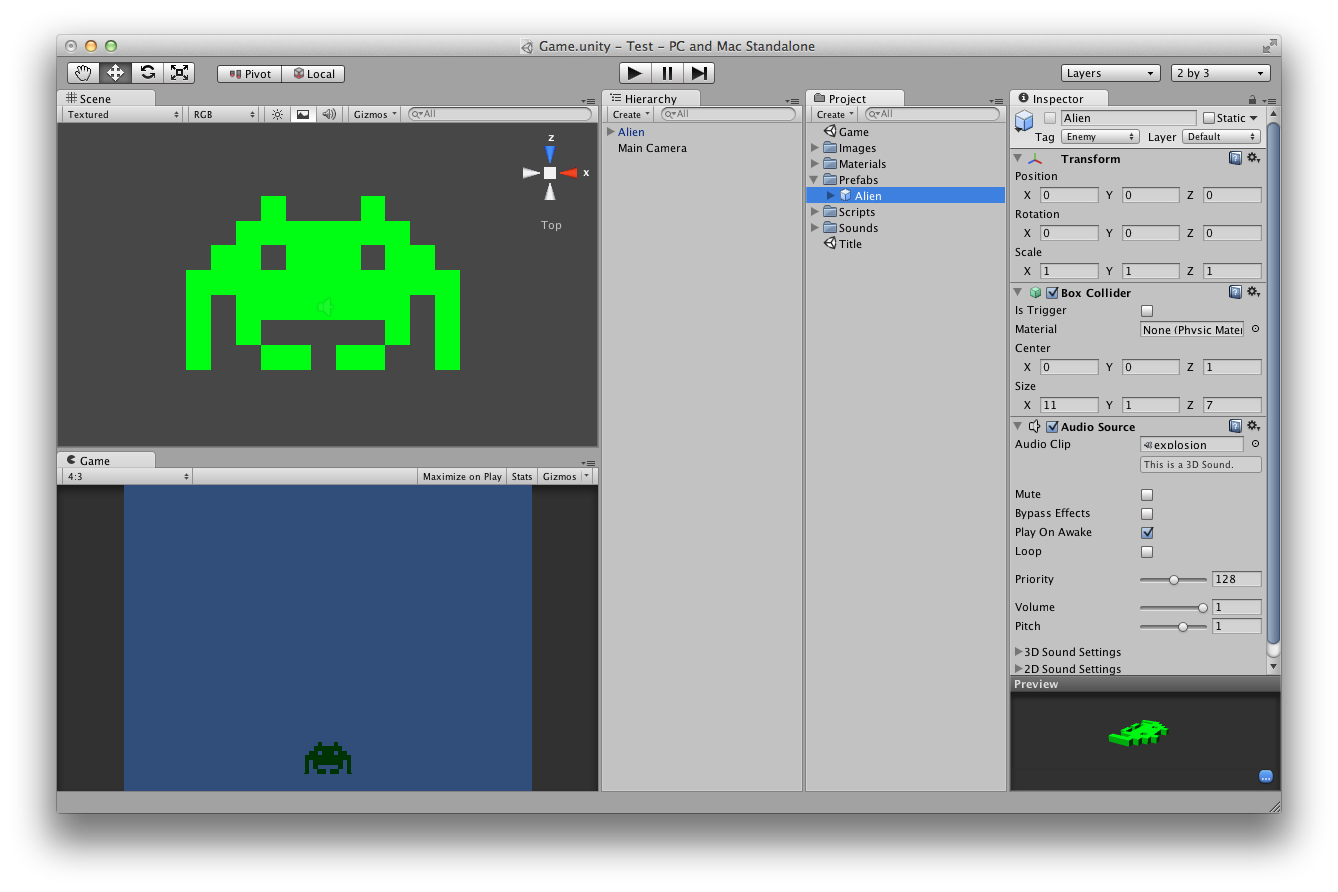 Game.unity – Test – PC and Mac Standalone
Pivot Local Layers 2 by 3
Scene
Textured RGB Gizmos All
z
x
Top
Game
4:3 Maximize on Play Stats Gizmos
Hierarchy
Create All
Alien
Main Camera
Project
Create All
Game
Images
Materials
Prefabs
Alien
Scripts
Sounds
Title
Inspector
Alien Static
Tag Enemy Layer Default
Transform
Position
X 0 Y 0 Z 0
Rotation
X 0 Y 0 Z 0
Scale
X 1 Y 1 Z 1
Box Collider
Is Trigger
Material None (Physic Mater
Center
X 0 Y 0 Z 1
Size
X 11 Y 1 Z 7
Audio Source
Audio Clip explosion
This is a 3D Sound.
Mute
Bypass Effects
Play On Awake
Loop
Priority 128
Volume 1
Pitch 1
3D Sound Settings
2D Sound Settings
Preview